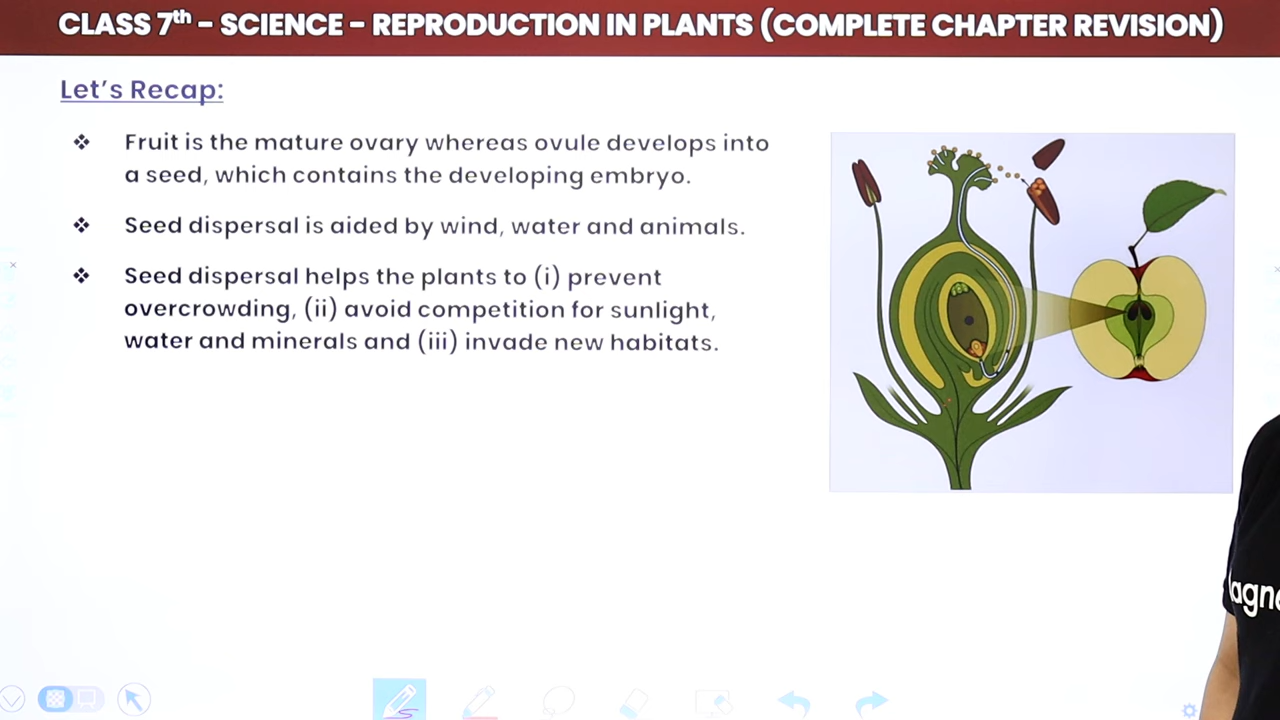 CLASS 7th – SCIENCE – REPRODUCTION IN PLANTS (COMPLETE CHAPTER REVISION)
Let's Recap:
❖ Fruit is the mature ovary whereas ovule develops into
a seed, which contains the developing embryo.
❖ Seed dispersal is aided by wind, water and animals.
❖ Seed dispersal helps the plants to (i) prevent
overcrowding, (ii) avoid competition for sunlight,
water and minerals and (iii) invade new habitats.